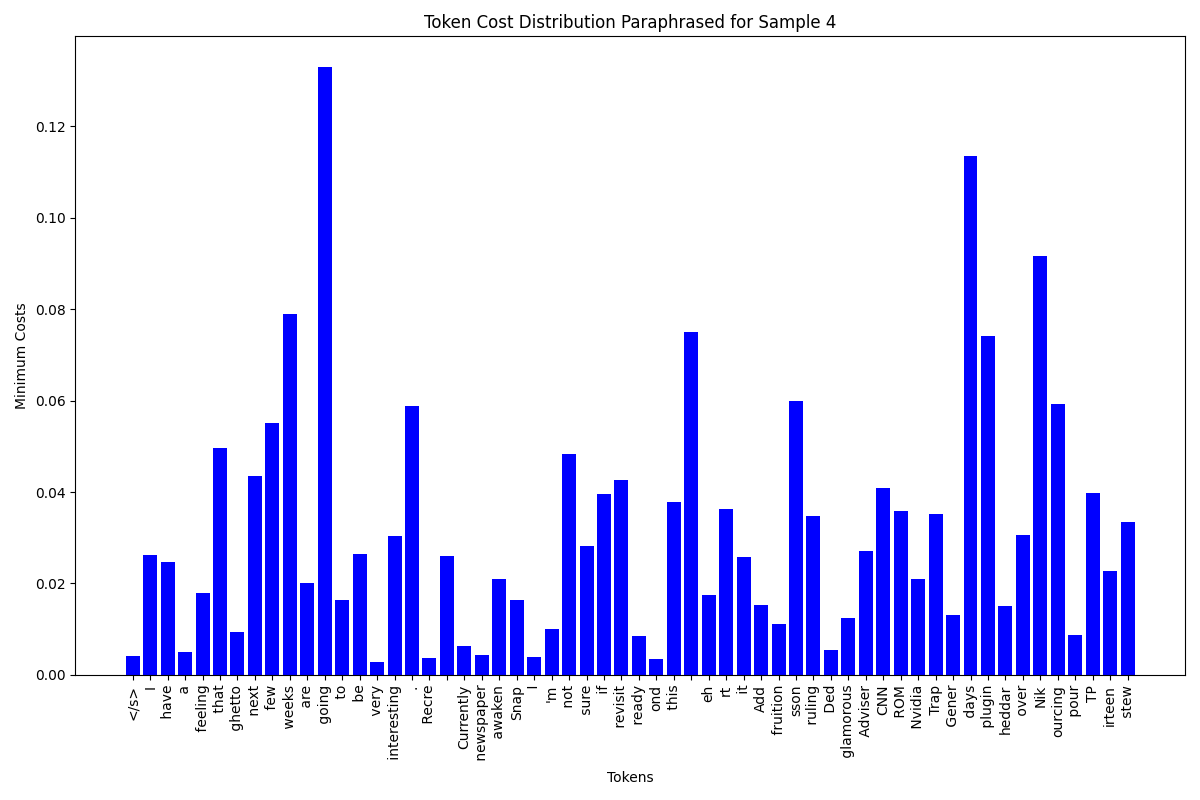 Token Cost Distribution Paraphrased for Sample 4
Minimum Costs
0.12
0.10
0.08
0.06
0.04
0.02
0.00
</s>
I
have
a
feeling
that
ghetto
next
few
weeks
are
going
to
be
very
interesting
.
Recre
Currently
newspaper
awaken
Snap
I
'm
not
sure
if
revisit
ready
ond
this
eh
rt
it
Add
fruition
sson
ruling
Ded
glamorous
Adviser
CNN
ROM
Nvidia
Trap
Gener
days
plugin
heddar
over
Nik
ourcing
pour
TP
irteen
stew
Tokens